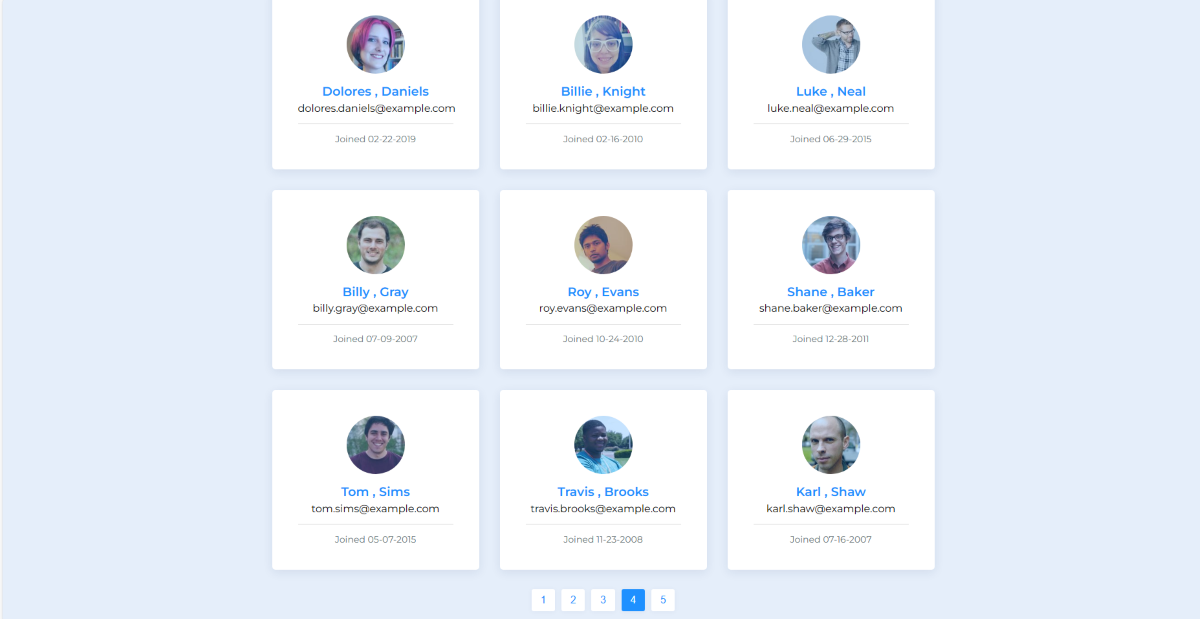 Dolores , Daniels
dolores.daniels@example.com
Joined 02-22-2019
Billie , Knight
billie.knight@example.com
Joined 02-16-2010
Luke , Neal
luke.neal@example.com
Joined 06-29-2015
Billy , Gray
billy.gray@example.com
Joined 07-09-2007
Roy , Evans
roy.evans@example.com
Joined 10-24-2010
Shane , Baker
shane.baker@example.com
Joined 12-28-2011
Tom , Sims
tom.sims@example.com
Joined 05-07-2015
Travis , Brooks
travis.brooks@example.com
Joined 11-23-2008
Karl , Shaw
karl.shaw@example.com
Joined 07-16-2007
1 2 3 4 5